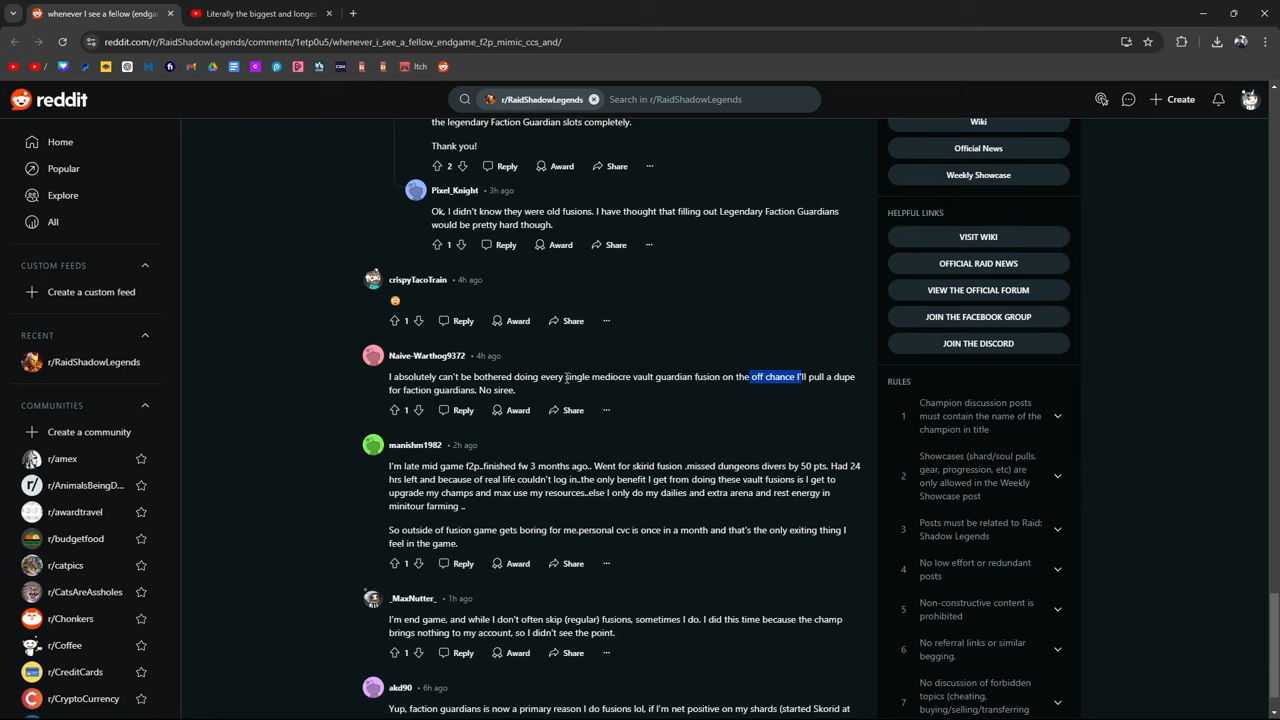 whenever I see a fellow (endgam
Literally the biggest and longes
reddit.com/r/RaidShadowLegends/comments/1etp0u5/whenever_i_see_a_fellow_endgame_f2p_mimic_ccs_and/
Itch
reddit
r/RaidShadowLegends
Search in r/RaidShadowLegends
Create
Home
Popular
Explore
All
CUSTOM FEEDS
Create a custom feed
RECENT
r/RaidShadowLegends
COMMUNITIES
Create a community
r/amex
r/AnimalsBeingD...
r/awardtravel
r/budgetfood
r/catpics
r/CatsAreAssholes
r/Chonkers
r/Coffee
r/CreditCards
r/CryptoCurrency
the legendary Faction Guardian slots completely.
Thank you!
2 Reply Award Share
Pixel_Knight • 3h ago
Ok, I didn't know they were old fusions. I have thought that filling out Legendary Faction Guardians
would be pretty hard though.
1 Reply Award Share
crispyTacoTrain • 4h ago
1 Reply Award Share
Naive-Warthog9372 • 4h ago
I absolutely can't be bothered doing every single mediocre vault guardian fusion on the off chance I'll pull a dupe
for faction guardians. No siree.
1 Reply Award Share
manishm1982 • 2h ago
I'm late mid game f2p..finished fw 3 months ago.. Went for skirid fusion .missed dungeons divers by 50 pts. Had 24
hrs left and because of real life couldn't log in..the only benefit I get from doing these vault fusions is I get to
upgrade my champs and max use my resources..else I only do my dailies and extra arena and rest energy in
minitour farming ..
So outside of fusion game gets boring for me.personal cvc is once in a month and that's the only exiting thing I
feel in the game.
1 Reply Award Share
_MaxNutter_ • 1h ago
I'm end game, and while I don't often skip (regular) fusions, sometimes I do. I did this time because the champ
brings nothing to my account, so I didn't see the point.
1 Reply Award Share
akd90 • 6h ago
Yup, faction guardians is now a primary reason I do fusions lol, if I'm net positive on my shards (started Skorid at
Wiki
Official News
Weekly Showcase
HELPFUL LINKS
VISIT WIKI
OFFICIAL RAID NEWS
VIEW THE OFFICIAL FORUM
JOIN THE FACEBOOK GROUP
JOIN THE DISCORD
RULES
1 Champion discussion posts
must contain the name of the
champion in title
2 Showcases (shard/soul pulls,
gear, progression, etc) are
only allowed in the Weekly
Showcase post
3 Posts must be related to Raid:
Shadow Legends
4 No low effort or redundant
posts
5 Non-constructive content is
prohibited
6 No referral links or similar
begging.
7 No discussion of forbidden
topics (cheating,
buying/selling/transferring